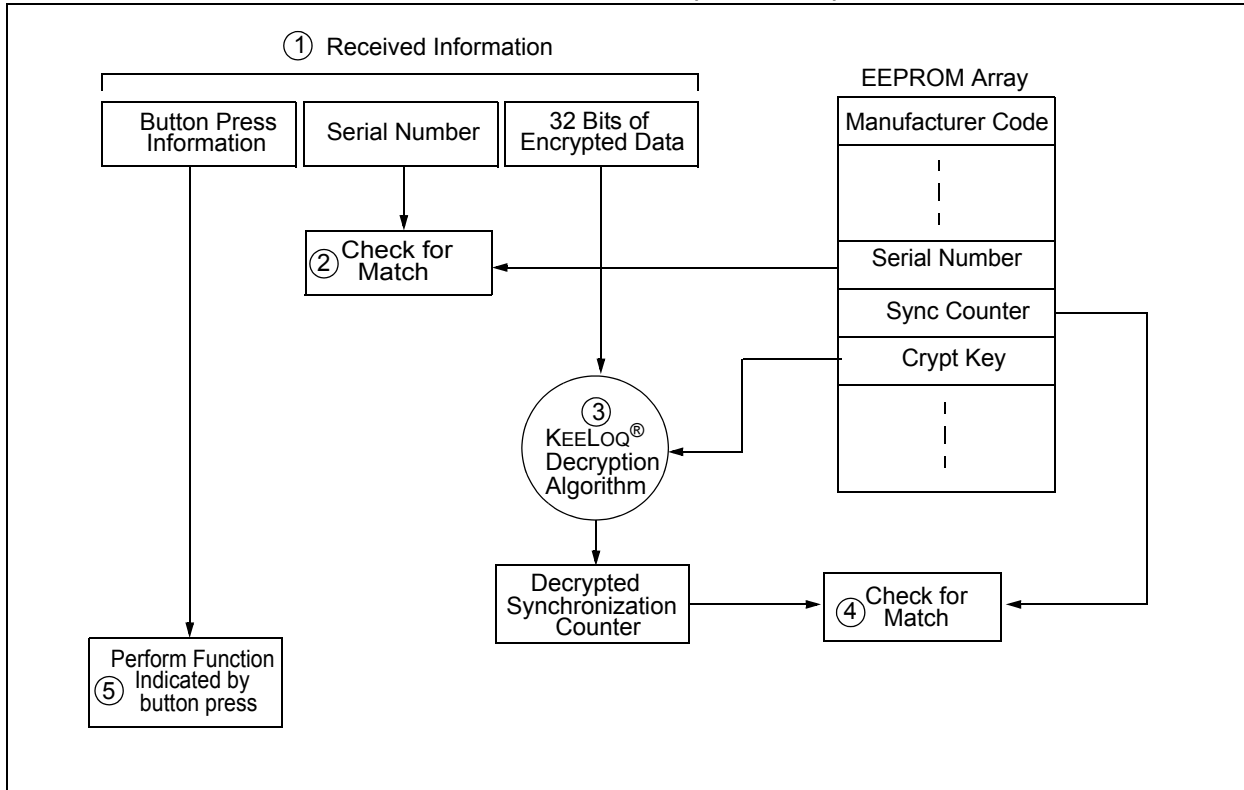 ① Received Information
EEPROM Array
Button Press
Information
Serial Number
32 Bits of
Encrypted Data
Manufacturer Code
② Check for
Match
Serial Number
Sync Counter
Crypt Key
③
KEELOQ®
Decryption
Algorithm
Decrypted
Synchronization
Counter
④ Check for
Match
Perform Function
⑤ Indicated by
button press